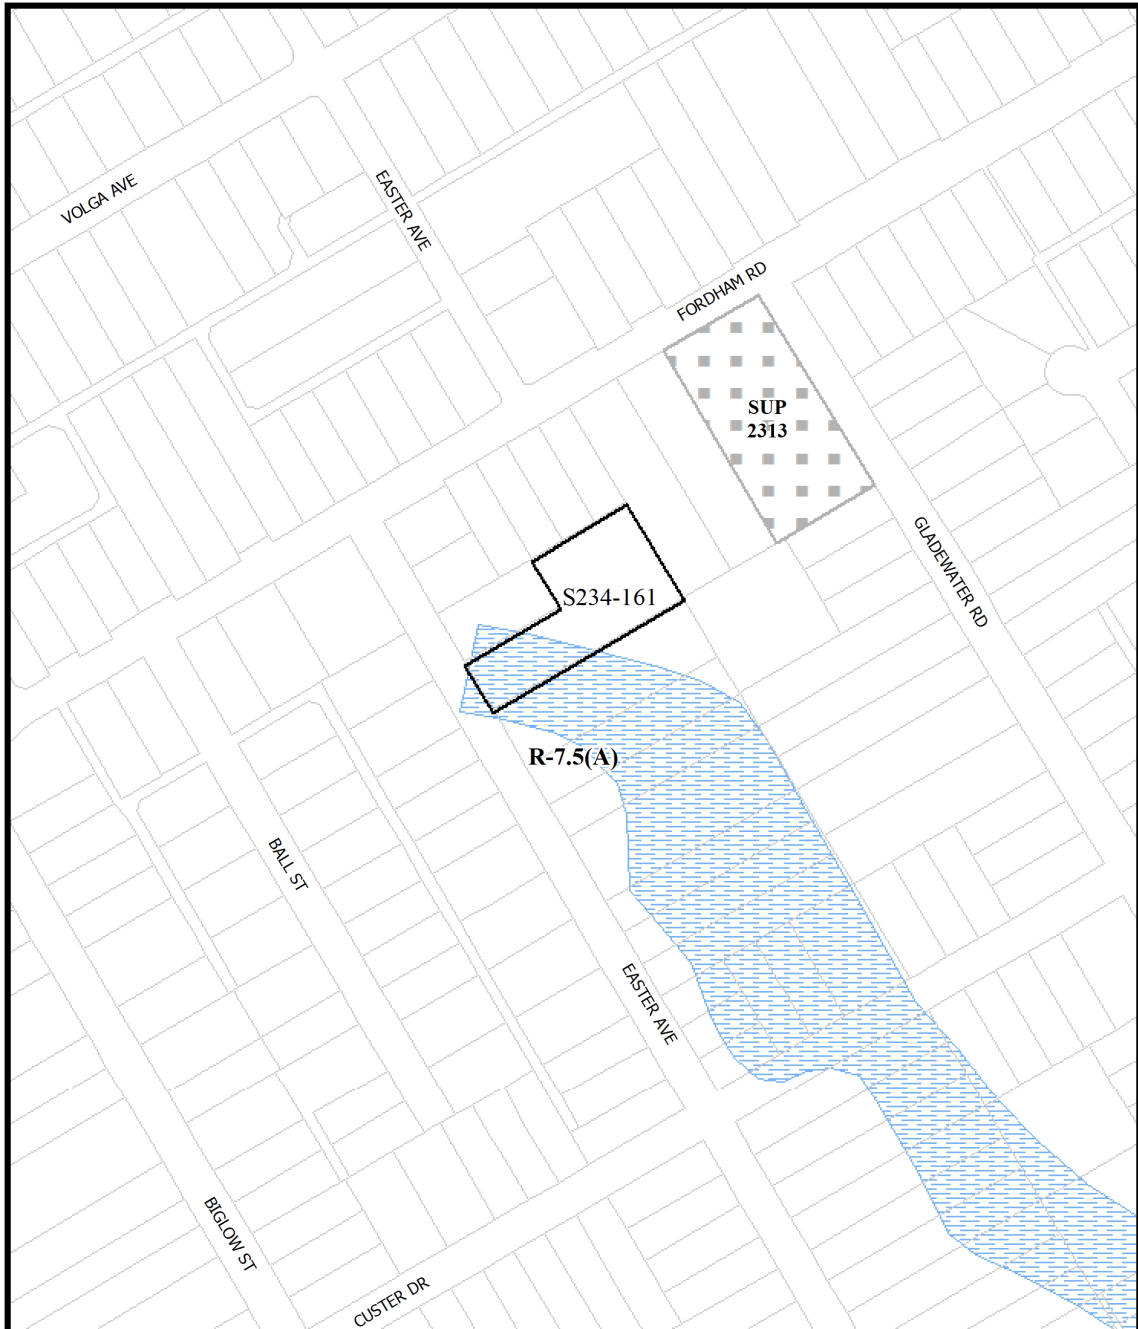 VOLGA AVE
EASTER AVE
FORDHAM RD
SUP
2313
GLADEWATER RD
S234-161
R-7.5(A)
BALL ST
EASTER AVE
BIGLOW ST
CUSTER DR